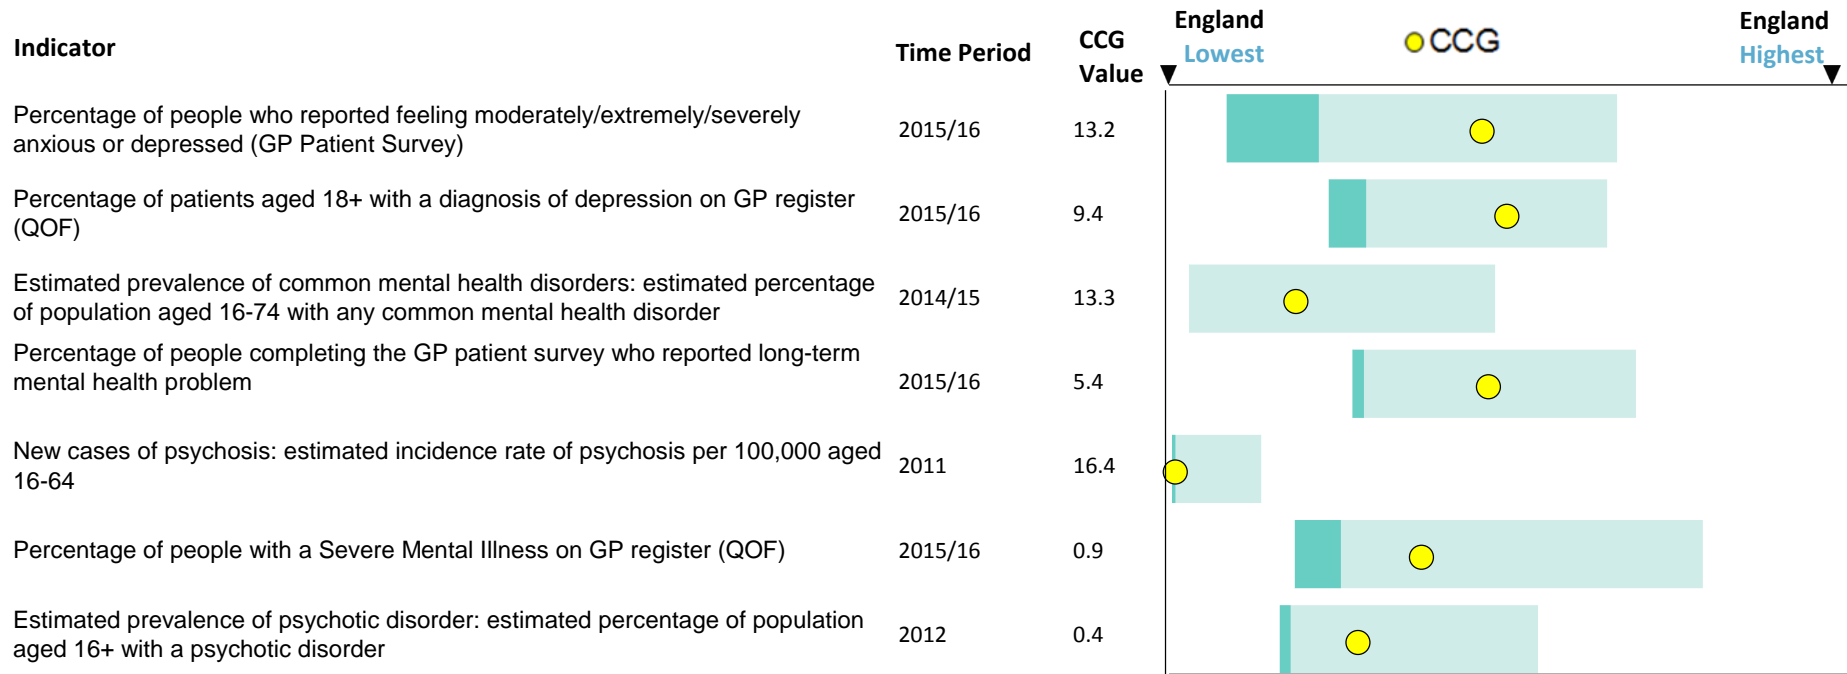 Indicator
Time Period
CCG
Value
England
Lowest
CCG
England
Highest
Percentage of people who reported feeling moderately/extremely/severely
anxious or depressed (GP Patient Survey)
2015/16
13.2
Percentage of patients aged 18+ with a diagnosis of depression on GP register
(QOF)
2015/16
9.4
Estimated prevalence of common mental health disorders: estimated percentage
of population aged 16-74 with any common mental health disorder
2014/15
13.3
Percentage of people completing the GP patient survey who reported long-term
mental health problem
2015/16
5.4
New cases of psychosis: estimated incidence rate of psychosis per 100,000 aged
16-64
2011
16.4
Percentage of people with a Severe Mental Illness on GP register (QOF)
2015/16
0.9
Estimated prevalence of psychotic disorder: estimated percentage of population
aged 16+ with a psychotic disorder
2012
0.4